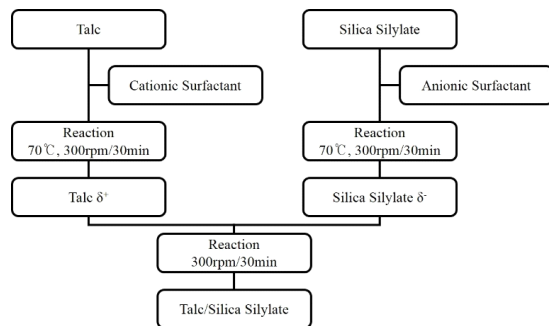 Talc
Silica Silylate
Cationic Surfactant
Anionic Surfactant
Reaction
70℃, 300rpm/30min
Reaction
70℃, 300rpm/30min
Talc δ⁺
Silica Silylate δ⁻
Reaction
300rpm/30min
Talc/Silica Silylate